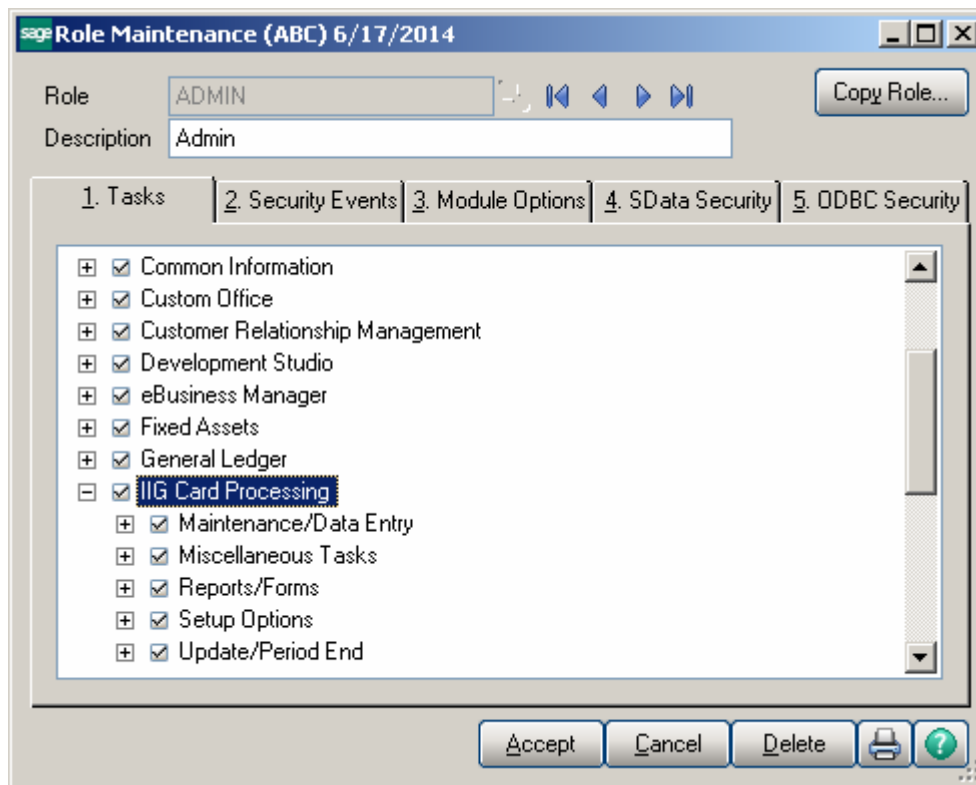 sage Role Maintenance (ABC) 6/17/2014
Role ADMIN Copy Role...
Description Admin
1. Tasks 2. Security Events 3. Module Options 4. SData Security 5. ODBC Security
Common Information
Custom Office
Customer Relationship Management
Development Studio
eBusiness Manager
Fixed Assets
General Ledger
IIG Card Processing
Maintenance/Data Entry
Miscellaneous Tasks
Reports/Forms
Setup Options
Update/Period End
Accept Cancel Delete ?